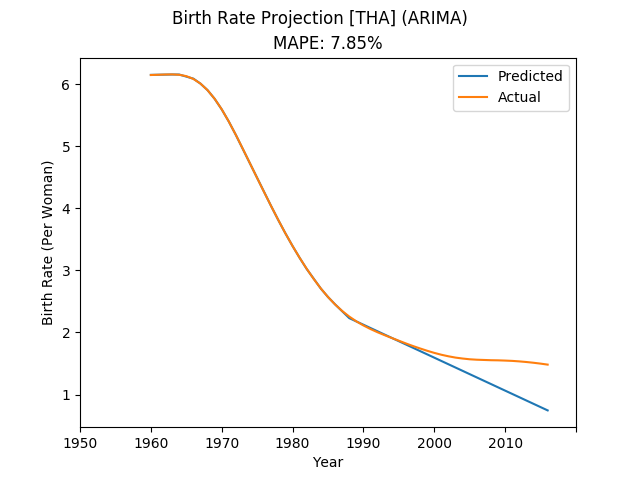 Birth Rate Projection [THA] (ARIMA)
MAPE: 7.85%
Predicted
Actual
Birth Rate (Per Woman)
6
5
4
3
2
1
1950 1960 1970 1980 1990 2000 2010
Year